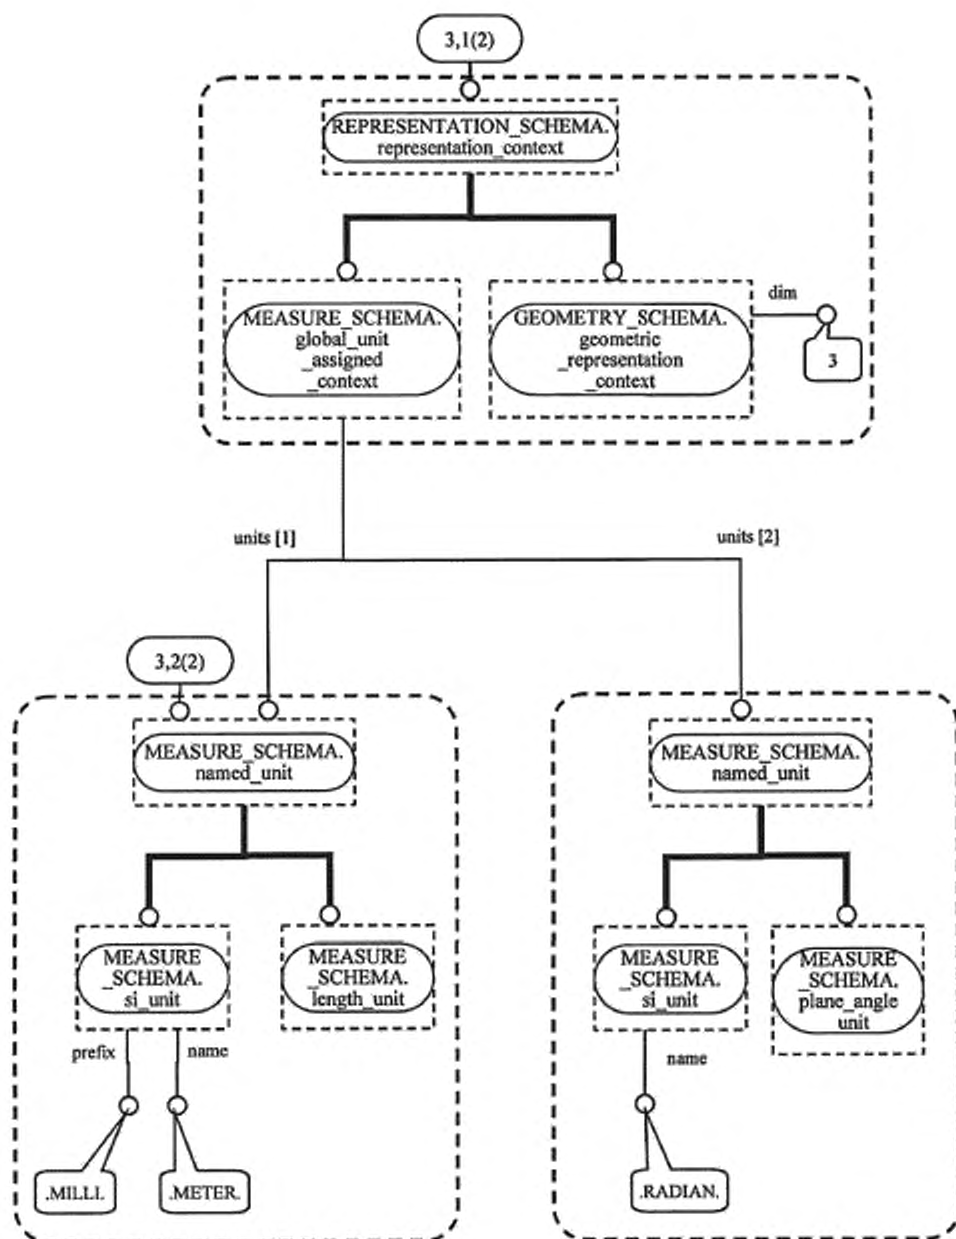 3,1(2)
REPRESENTATION_SCHEMA.
representation_context
MEASURE_SCHEMA.
global_unit
_assigned
_context
GEOMETRY_SCHEMA.
geometric
_representation
_context
dim
3
units [1]
units [2]
3,2(2)
MEASURE_SCHEMA.
named_unit
MEASURE_SCHEMA.
named_unit
MEASURE
_SCHEMA.
si_unit
MEASURE
_SCHEMA.
length_unit
MEASURE
_SCHEMA.
si_unit
MEASURE
_SCHEMA.
plane_angle
unit
prefix
name
name
.MILLI.
.METER.
.RADIAN.